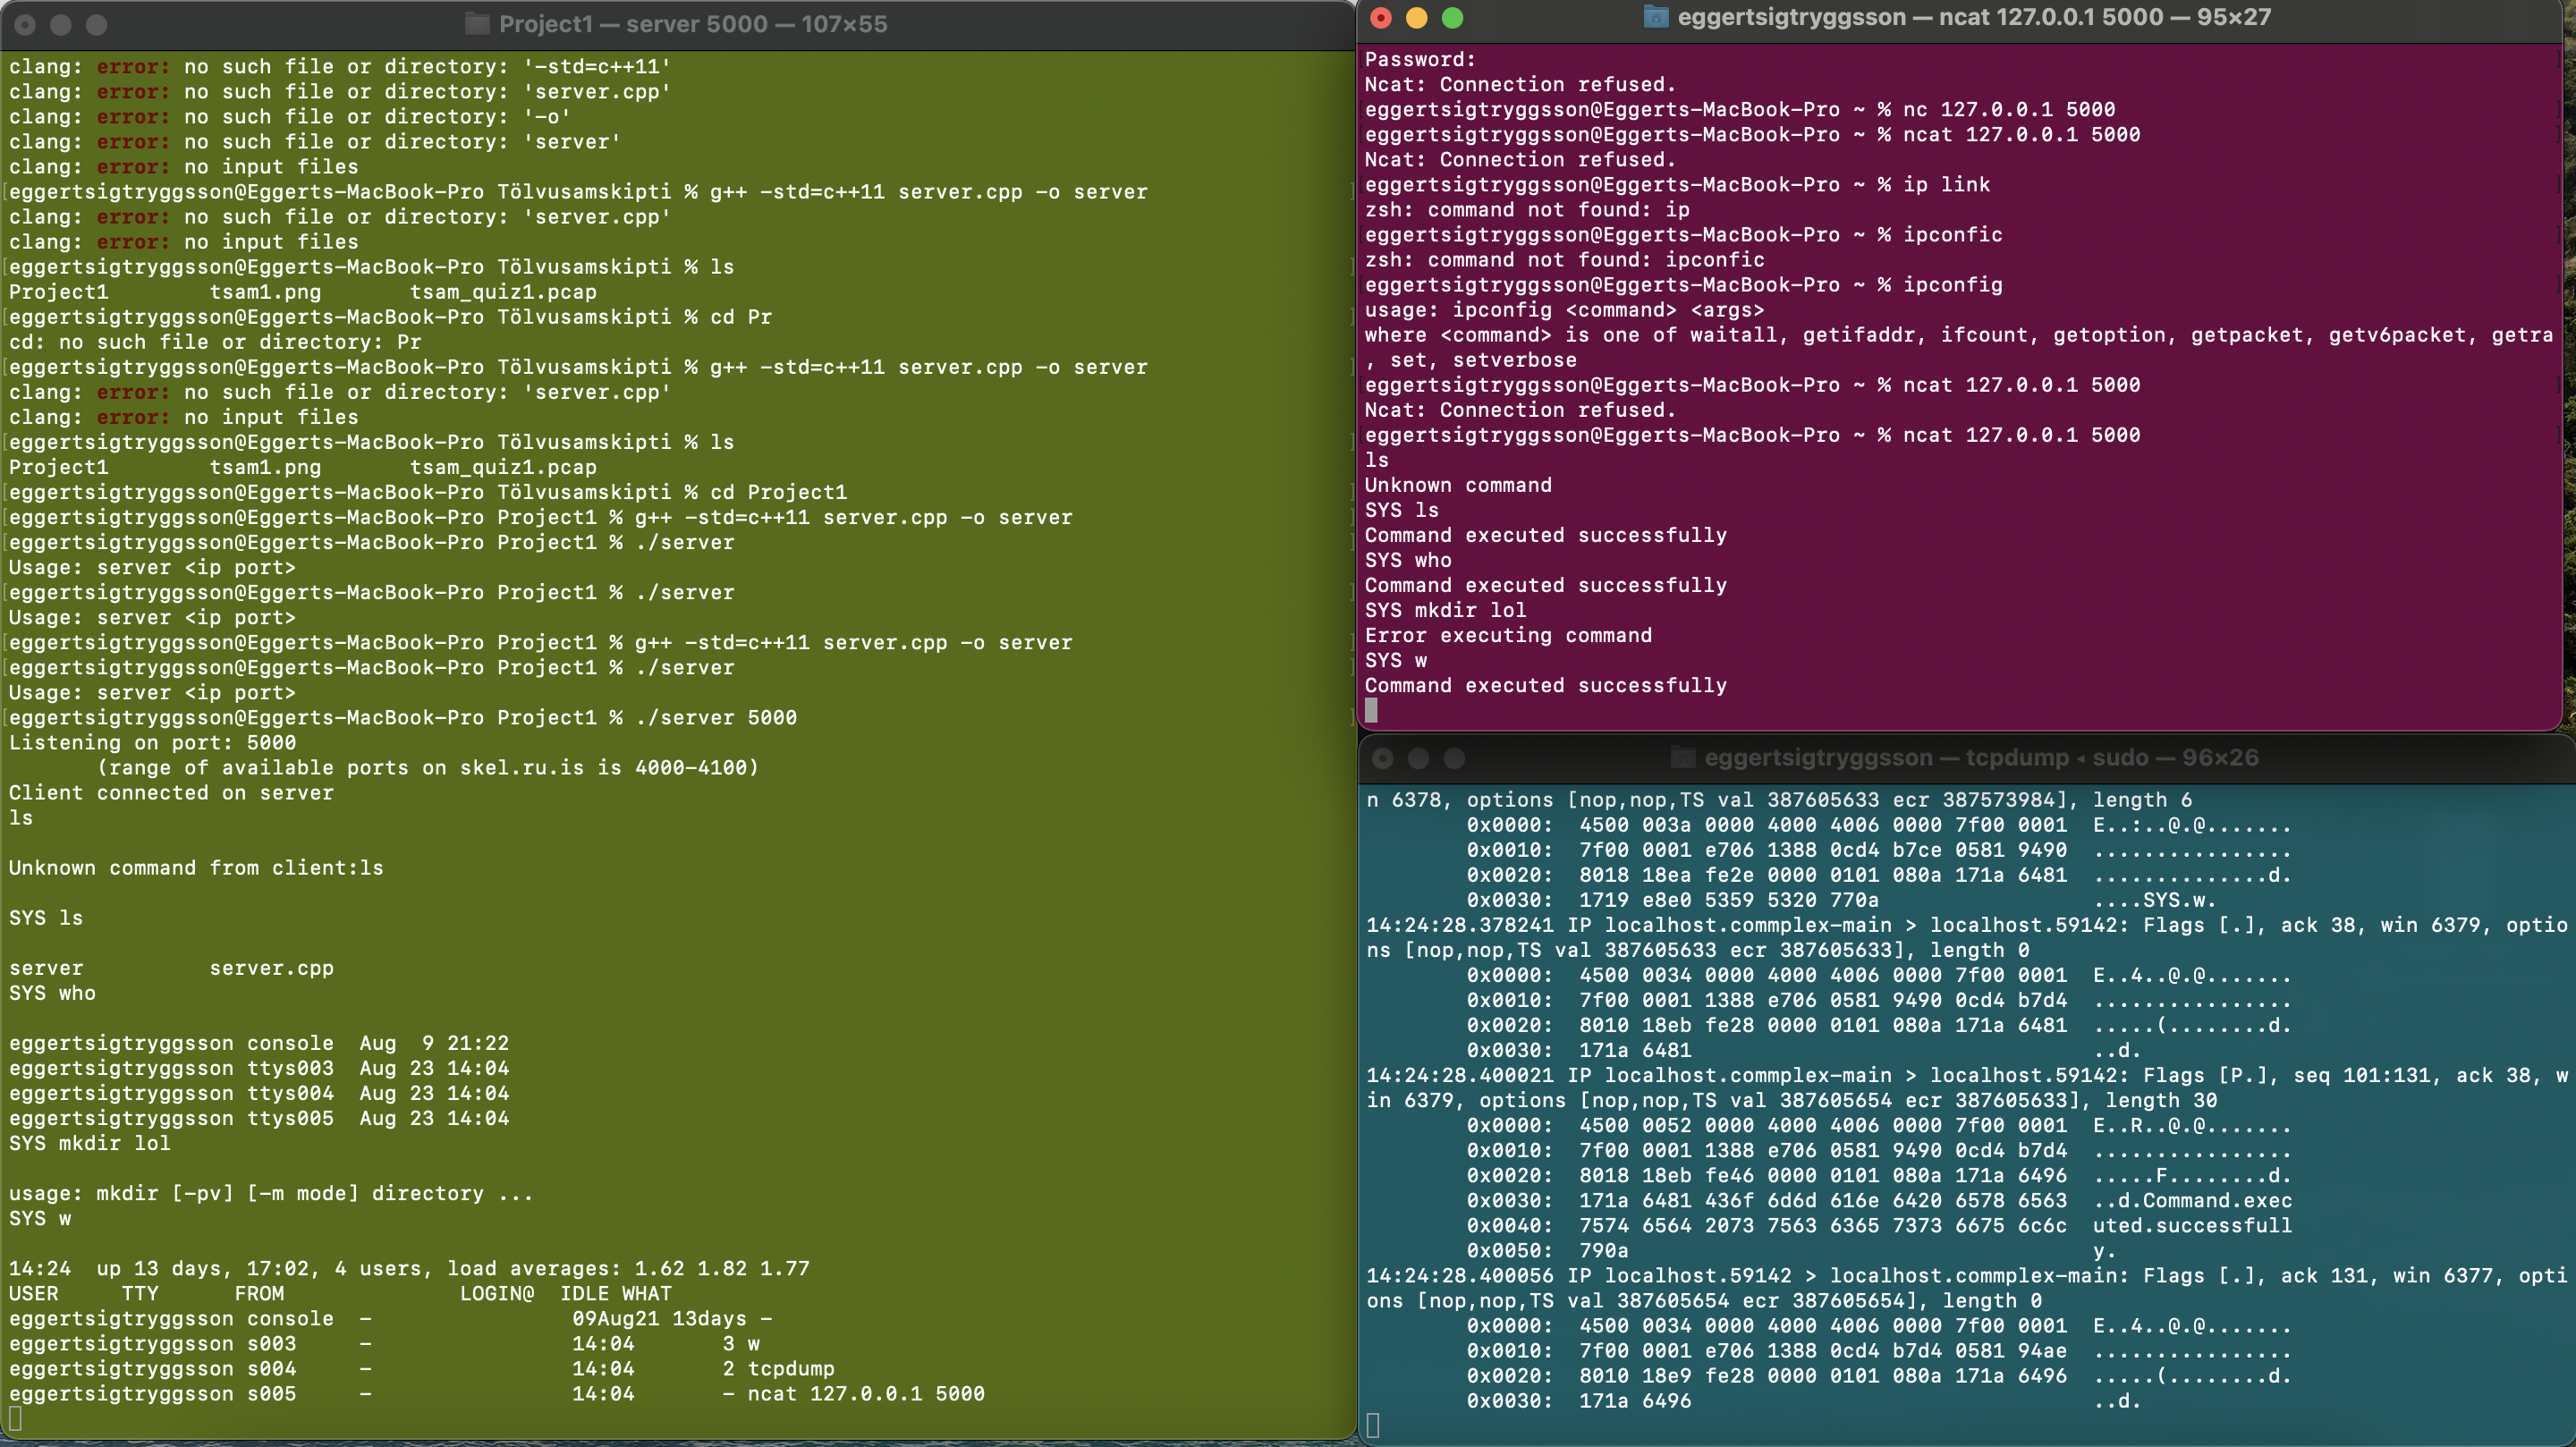 Project1 — server 5000 — 107×55
clang: error: no such file or directory: '-std=c++11'
clang: error: no such file or directory: 'server.cpp'
clang: error: no such file or directory: '-o'
clang: error: no such file or directory: 'server'
clang: error: no input files
[eggertsigtryggsson@Eggerts-MacBook-Pro Tölvusamskipti % g++ -std=c++11 server.cpp -o server ]
clang: error: no such file or directory: 'server.cpp'
clang: error: no input files
[eggertsigtryggsson@Eggerts-MacBook-Pro Tölvusamskipti % ls ]
Project1        tsam1.png       tsam_quiz1.pcap
[eggertsigtryggsson@Eggerts-MacBook-Pro Tölvusamskipti % cd Pr ]
cd: no such file or directory: Pr
[eggertsigtryggsson@Eggerts-MacBook-Pro Tölvusamskipti % g++ -std=c++11 server.cpp -o server ]
clang: error: no such file or directory: 'server.cpp'
clang: error: no input files
[eggertsigtryggsson@Eggerts-MacBook-Pro Tölvusamskipti % ls ]
Project1        tsam1.png       tsam_quiz1.pcap
[eggertsigtryggsson@Eggerts-MacBook-Pro Tölvusamskipti % cd Project1 ]
[eggertsigtryggsson@Eggerts-MacBook-Pro Project1 % g++ -std=c++11 server.cpp -o server ]
[eggertsigtryggsson@Eggerts-MacBook-Pro Project1 % ./server ]
Usage: server <ip port>
[eggertsigtryggsson@Eggerts-MacBook-Pro Project1 % ./server ]
Usage: server <ip port>
[eggertsigtryggsson@Eggerts-MacBook-Pro Project1 % g++ -std=c++11 server.cpp -o server ]
[eggertsigtryggsson@Eggerts-MacBook-Pro Project1 % ./server ]
Usage: server <ip port>
[eggertsigtryggsson@Eggerts-MacBook-Pro Project1 % ./server 5000 ]
Listening on port: 5000
       (range of available ports on skel.ru.is is 4000-4100)
Client connected on server
ls
Unknown command from client:ls
SYS ls
server          server.cpp
SYS who
eggertsigtryggsson console  Aug  9 21:22
eggertsigtryggsson ttys003  Aug 23 14:04
eggertsigtryggsson ttys004  Aug 23 14:04
eggertsigtryggsson ttys005  Aug 23 14:04
SYS mkdir lol
usage: mkdir [-pv] [-m mode] directory ...
SYS w
14:24  up 13 days, 17:02, 4 users, load averages: 1.62 1.82 1.77
USER     TTY      FROM              LOGIN@  IDLE WHAT
eggertsigtryggsson console  -                09Aug21 13days -
eggertsigtryggsson s003     -                14:04       3 w
eggertsigtryggsson s004     -                14:04       2 tcpdump
eggertsigtryggsson s005     -                14:04       - ncat 127.0.0.1 5000
eggertsigtryggsson — ncat 127.0.0.1 5000 — 95×27
[Password: ]
Ncat: Connection refused.
[eggertsigtryggsson@Eggerts-MacBook-Pro ~ % nc 127.0.0.1 5000 ]
[eggertsigtryggsson@Eggerts-MacBook-Pro ~ % ncat 127.0.0.1 5000 ]
Ncat: Connection refused.
[eggertsigtryggsson@Eggerts-MacBook-Pro ~ % ip link ]
zsh: command not found: ip
[eggertsigtryggsson@Eggerts-MacBook-Pro ~ % ipconfic ]
zsh: command not found: ipconfic
[eggertsigtryggsson@Eggerts-MacBook-Pro ~ % ipconfig ]
usage: ipconfig <command> <args>
where <command> is one of waitall, getifaddr, ifcount, getoption, getpacket, getv6packet, getra
, set, setverbose
[eggertsigtryggsson@Eggerts-MacBook-Pro ~ % ncat 127.0.0.1 5000 ]
Ncat: Connection refused.
[eggertsigtryggsson@Eggerts-MacBook-Pro ~ % ncat 127.0.0.1 5000 ]
ls
Unknown command
SYS ls
Command executed successfully
SYS who
Command executed successfully
SYS mkdir lol
Error executing command
SYS w
Command executed successfully
eggertsigtryggsson — tcpdump ◂ sudo — 96×26
n 6378, options [nop,nop,TS val 387605633 ecr 387573984], length 6
        0x0000:  4500 003a 0000 4000 4006 0000 7f00 0001  E..:..@.@.......
        0x0010:  7f00 0001 e706 1388 0cd4 b7ce 0581 9490  ................
        0x0020:  8018 18ea fe2e 0000 0101 080a 171a 6481  ..............d.
        0x0030:  1719 e8e0 5359 5320 770a                 ....SYS.w.
14:24:28.378241 IP localhost.commplex-main > localhost.59142: Flags [.], ack 38, win 6379, optio
ns [nop,nop,TS val 387605633 ecr 387605633], length 0
        0x0000:  4500 0034 0000 4000 4006 0000 7f00 0001  E..4..@.@.......
        0x0010:  7f00 0001 1388 e706 0581 9490 0cd4 b7d4  ................
        0x0020:  8010 18eb fe28 0000 0101 080a 171a 6481  .....(........d.
        0x0030:  171a 6481                                ..d.
14:24:28.400021 IP localhost.commplex-main > localhost.59142: Flags [P.], seq 101:131, ack 38, w
in 6379, options [nop,nop,TS val 387605654 ecr 387605633], length 30
        0x0000:  4500 0052 0000 4000 4006 0000 7f00 0001  E..R..@.@.......
        0x0010:  7f00 0001 1388 e706 0581 9490 0cd4 b7d4  ................
        0x0020:  8018 18eb fe46 0000 0101 080a 171a 6496  .....F........d.
        0x0030:  171a 6481 436f 6d6d 616e 6420 6578 6563  ..d.Command.exec
        0x0040:  7574 6564 2073 7563 6365 7373 6675 6c6c  uted.successfull
        0x0050:  790a                                     y.
14:24:28.400056 IP localhost.59142 > localhost.commplex-main: Flags [.], ack 131, win 6377, opti
ons [nop,nop,TS val 387605654 ecr 387605654], length 0
        0x0000:  4500 0034 0000 4000 4006 0000 7f00 0001  E..4..@.@.......
        0x0010:  7f00 0001 e706 1388 0cd4 b7d4 0581 94ae  ................
        0x0020:  8010 18e9 fe28 0000 0101 080a 171a 6496  .....(........d.
        0x0030:  171a 6496                                ..d.